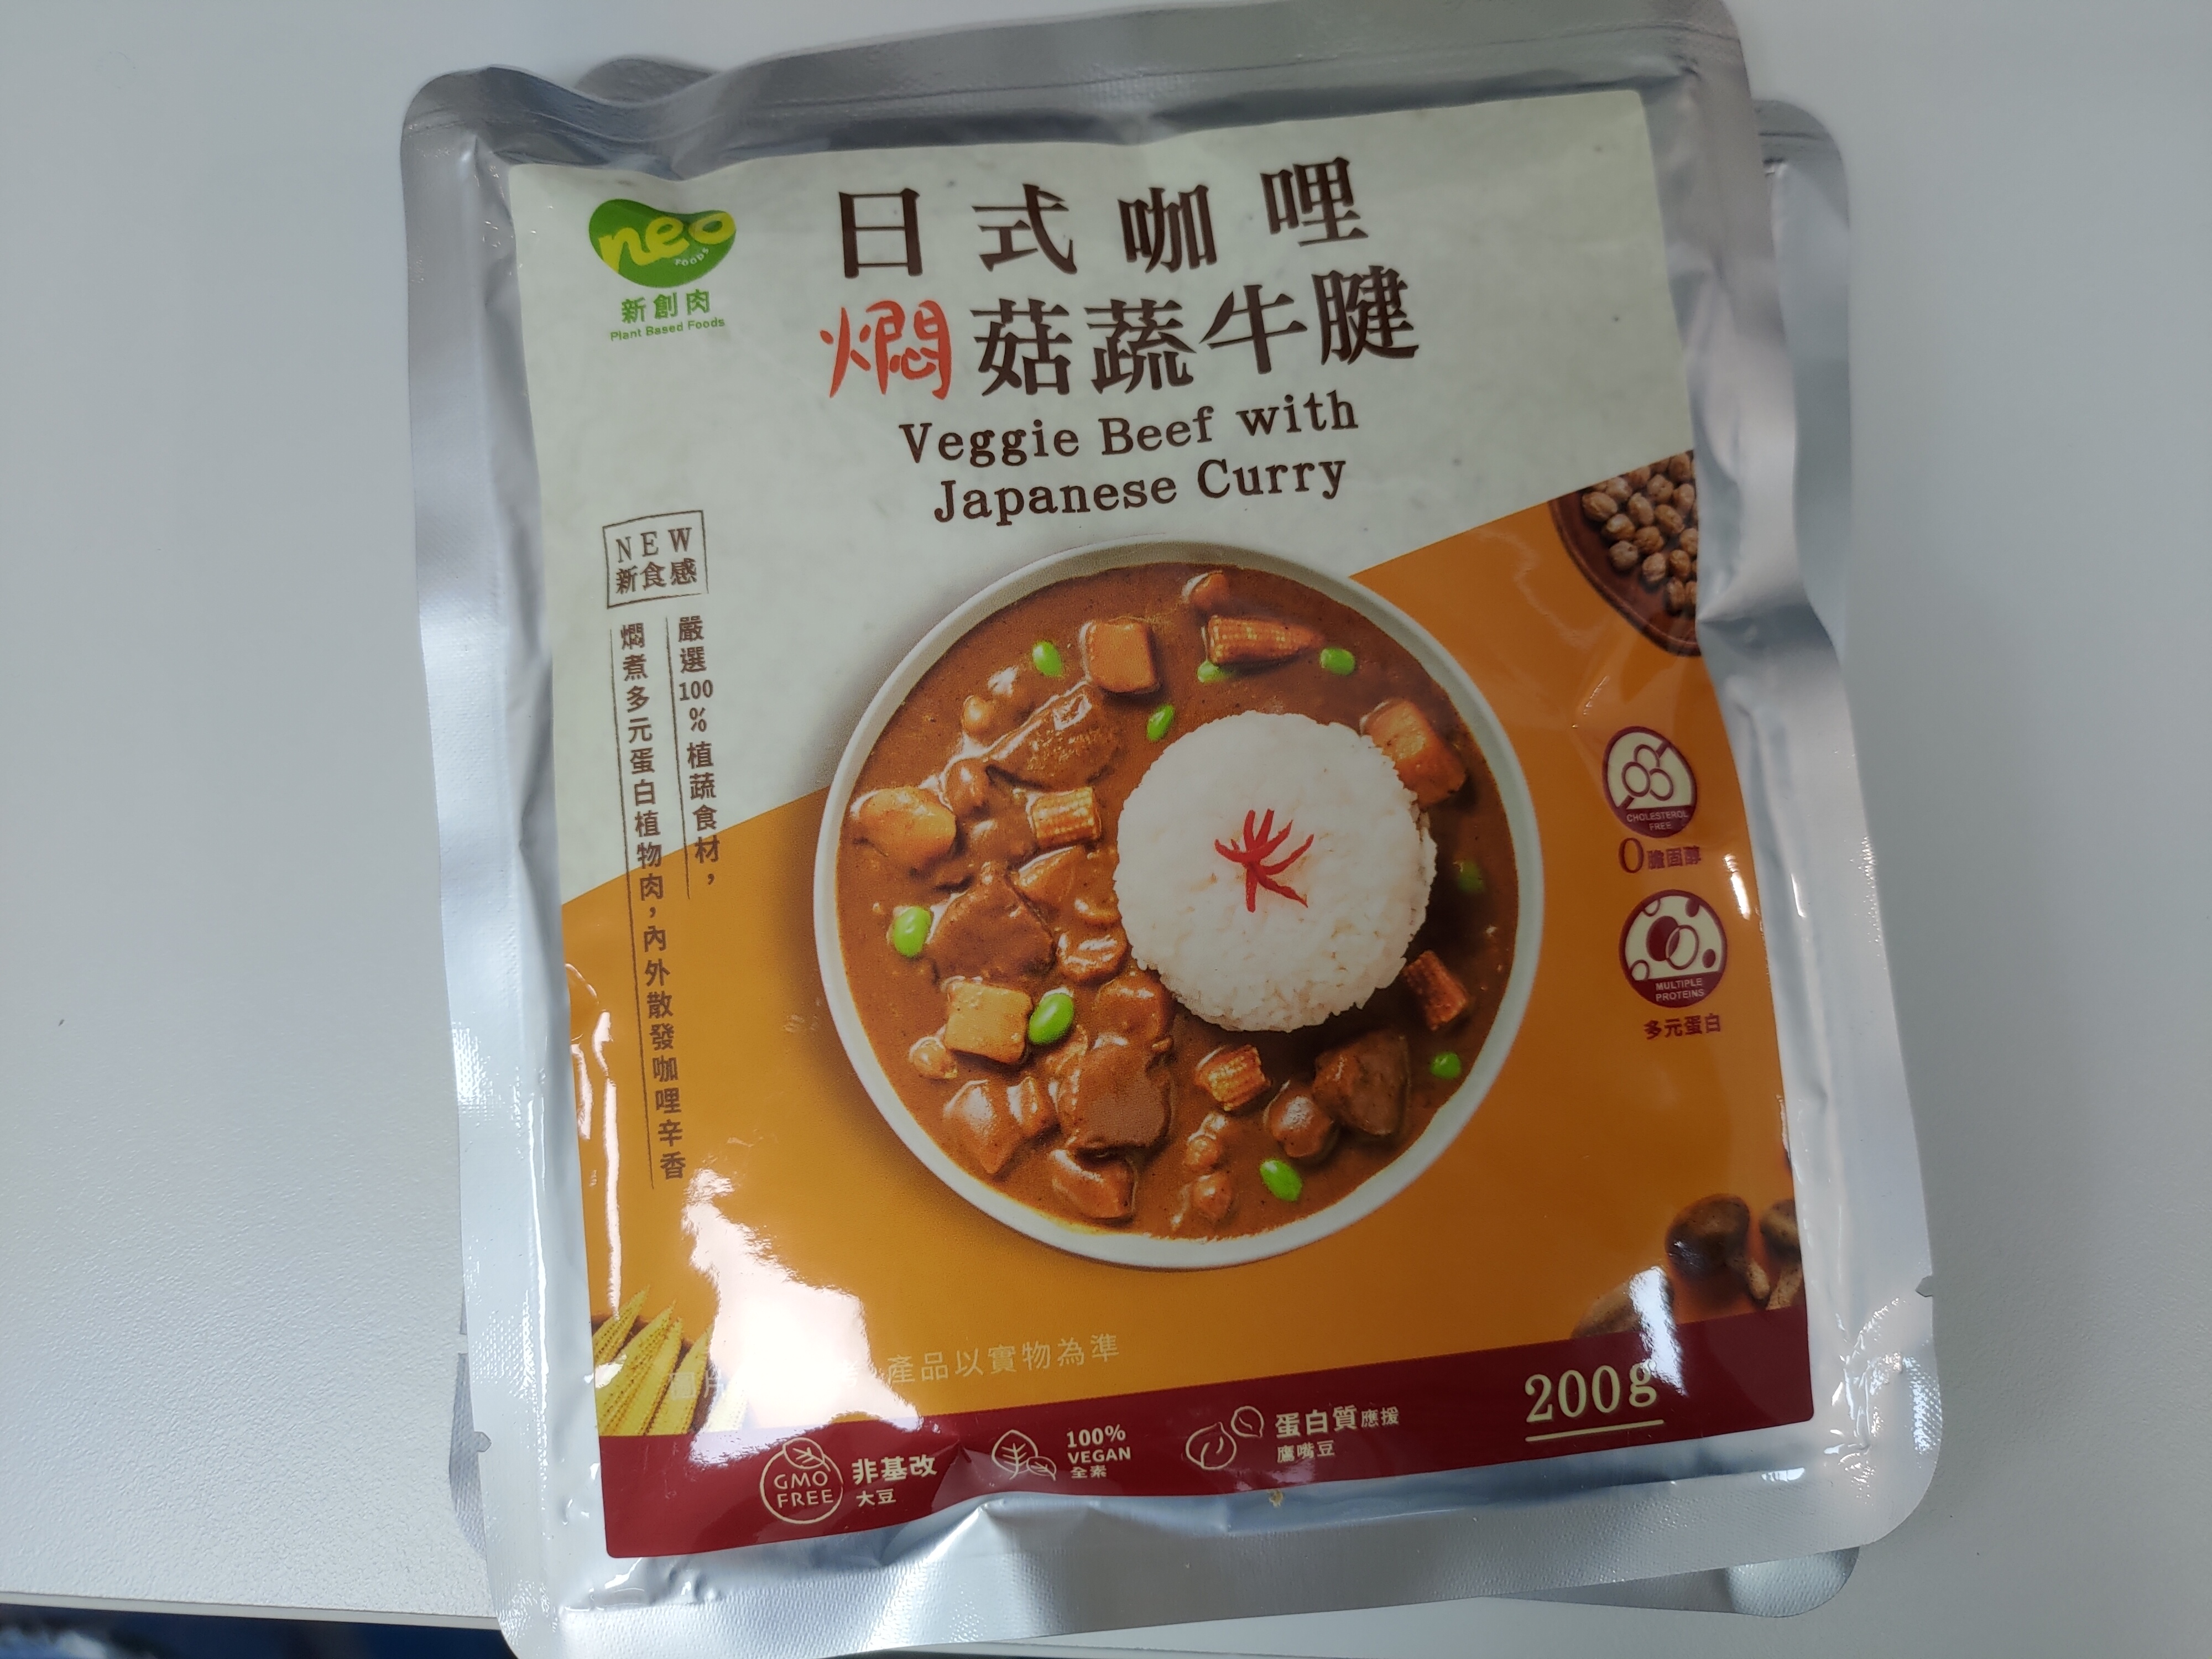 neo
FOODS
新創肉
Plant Based Foods
日式咖哩
燜菇蔬牛腱
Veggie Beef with
Japanese Curry
NEW
新食感
嚴選100%植蔬食材，
燜煮多元蛋白植物肉，內外散發咖哩辛香
CHOLESTEROL
FREE
0膽固醇
MULTIPLE
PROTEINS
多元蛋白
產品以實物為準
200g
GMO
FREE
非基改
大豆
100%
VEGAN
全素
蛋白質應援
鷹嘴豆